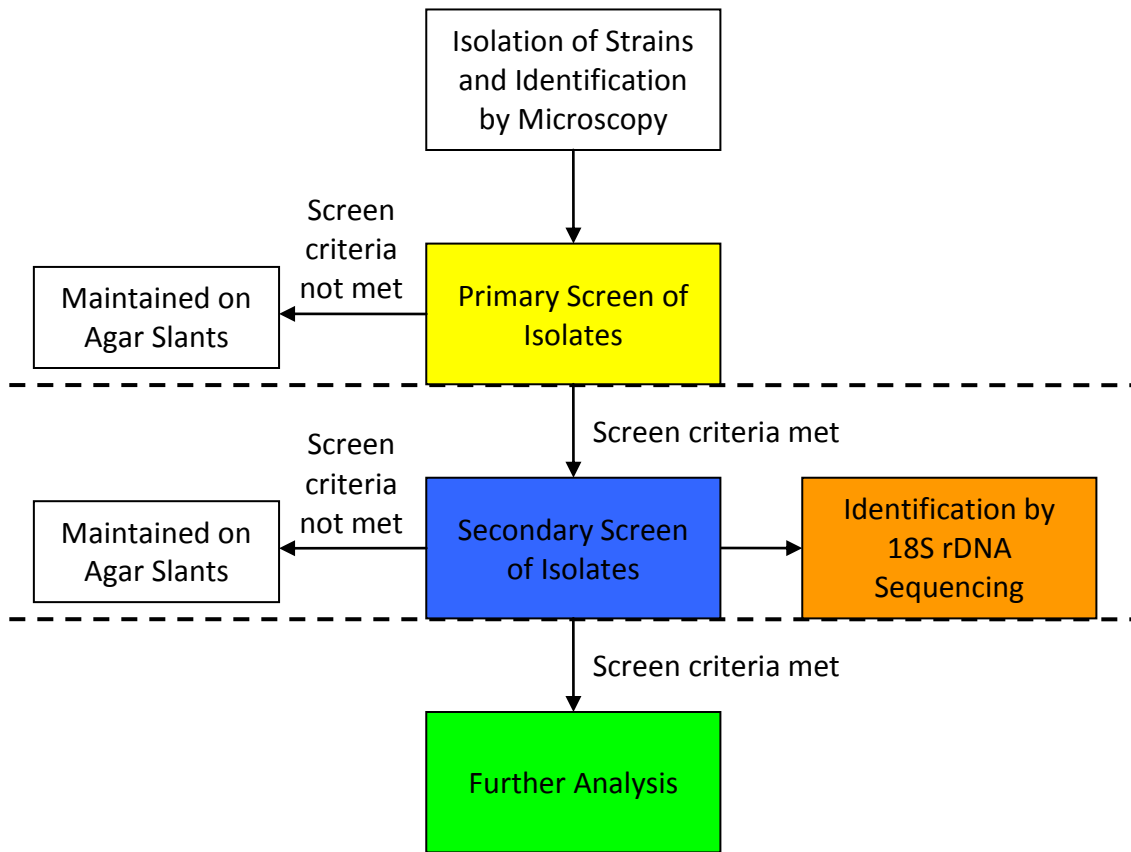 Isolation of Strains
and Identification
by Microscopy
Screen
criteria
not met
Maintained on
Agar Slants
Primary Screen of
Isolates
Screen criteria met
Screen
criteria
not met
Maintained on
Agar Slants
Secondary Screen
of Isolates
Identification by
18S rDNA
Sequencing
Screen criteria met
Further Analysis